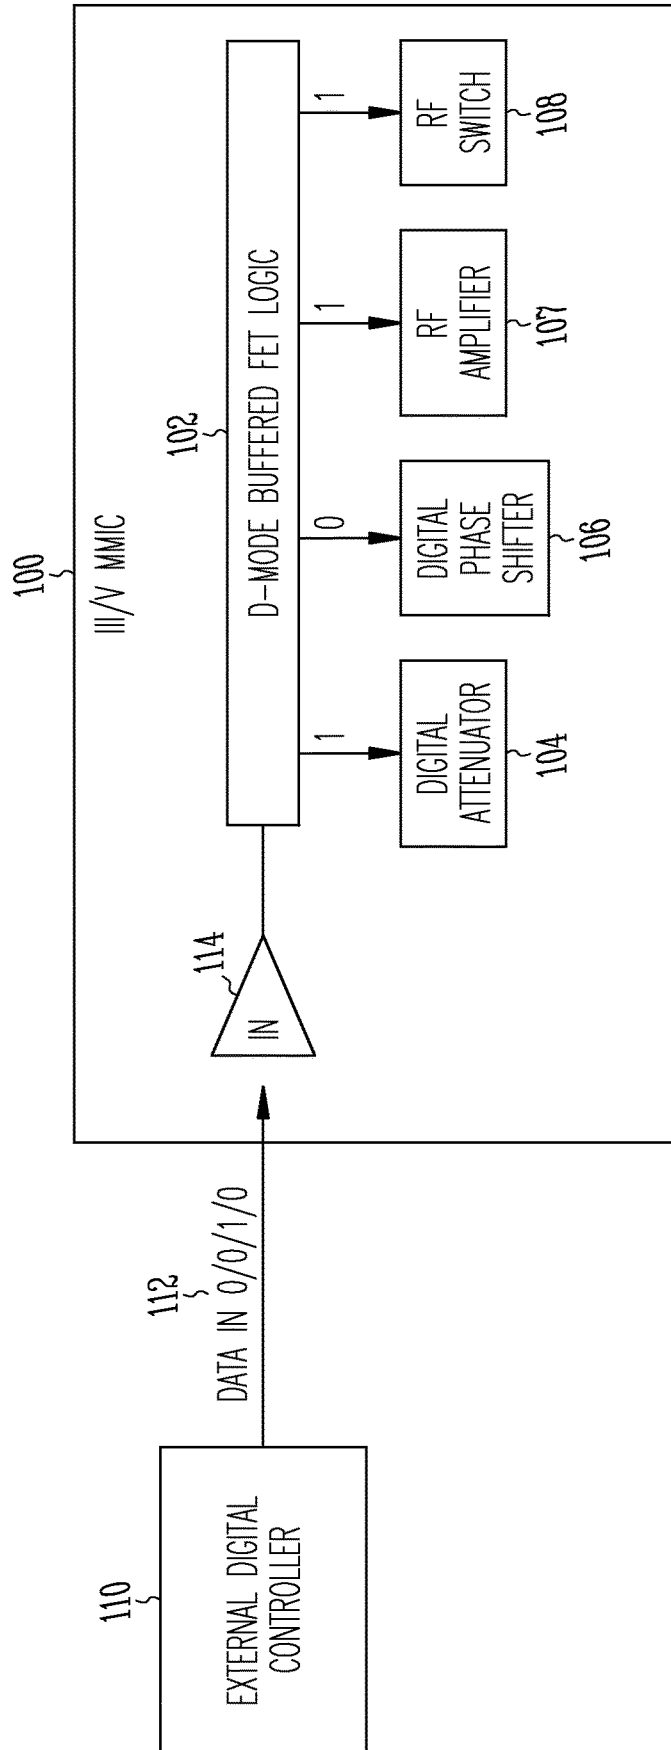 100
III/V MMIC
110
EXTERNAL DIGITAL
CONTROLLER
112
DATA IN 0/0/1/0
114
IN
102
D-MODE BUFFERED FET LOGIC
1
0
1
1
DIGITAL
ATTENUATOR
104
DIGITAL
PHASE
SHIFTER
106
RF
AMPLIFIER
107
RF
SWITCH
108